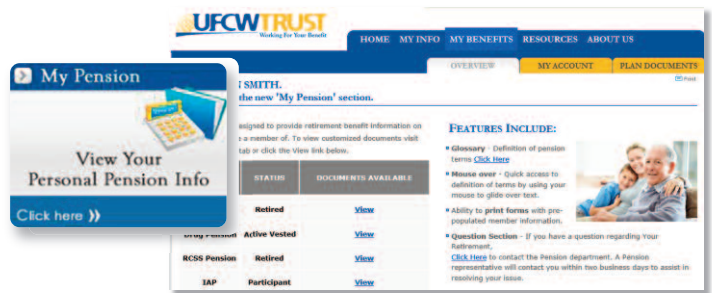 UFCWTRUST
Working For Your Benefit
HOME MY INFO MY BENEFITS RESOURCES ABOUT US
OVERVIEW MY ACCOUNT PLAN DOCUMENTS
Print
SMITH.
the new 'My Pension' section.
My Pension
View Your
Personal Pension Info
Click here
esigned to provide retirement benefit information on
a member of. To view customized documents visit
tab or click the View link below.
STATUS DOCUMENTS AVAILABLE
Retired View
Drug Pension Active Vested View
RCSS Pension Retired View
IAP Participant View
FEATURES INCLUDE:
Glossary - Definition of pension
terms Click Here
Mouse over - Quick access to
definition of terms by using your
mouse to glide over text.
Ability to print forms with pre-
populated member information.
Question Section - If you have a question regarding Your
Retirement,
Click Here to contact the Pension department. A Pension
representative will contact you within two business days to assist in
resolving your issue.